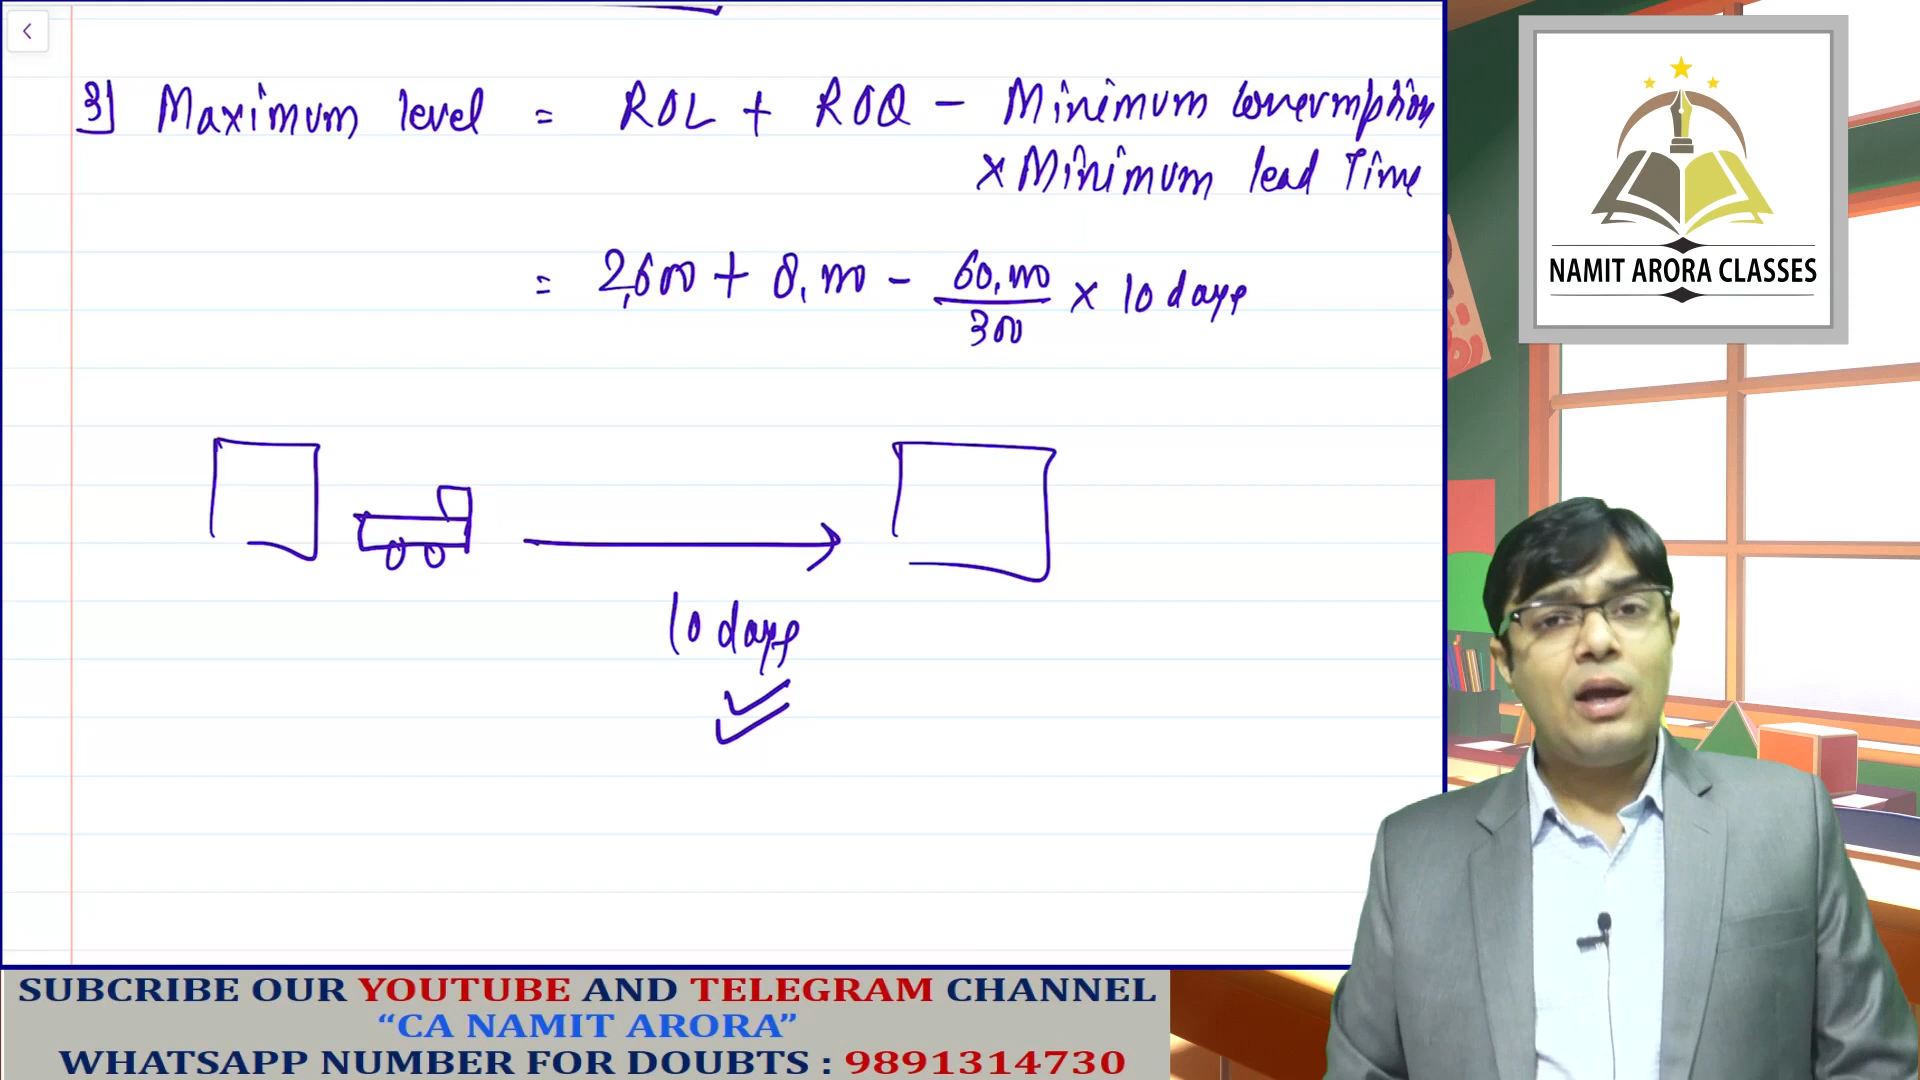 3] Maximum level = ROL + ROQ - Minimum Consumption
x Minimum lead Time
= 2,600 + 8,000 - 60,000/300 x 10 days
10 days
NAMIT ARORA CLASSES
SUBCRIBE OUR YOUTUBE AND TELEGRAM CHANNEL
“CA NAMIT ARORA”
WHATSAPP NUMBER FOR DOUBTS : 9891314730